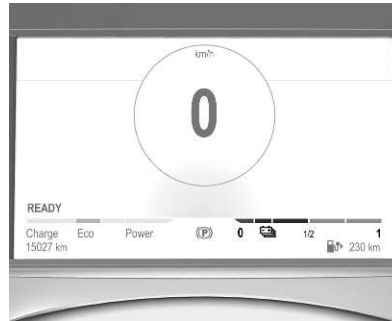 km/h
0
READY
Charge Eco Power (P) 0 1/2 1
15027 km 230 km